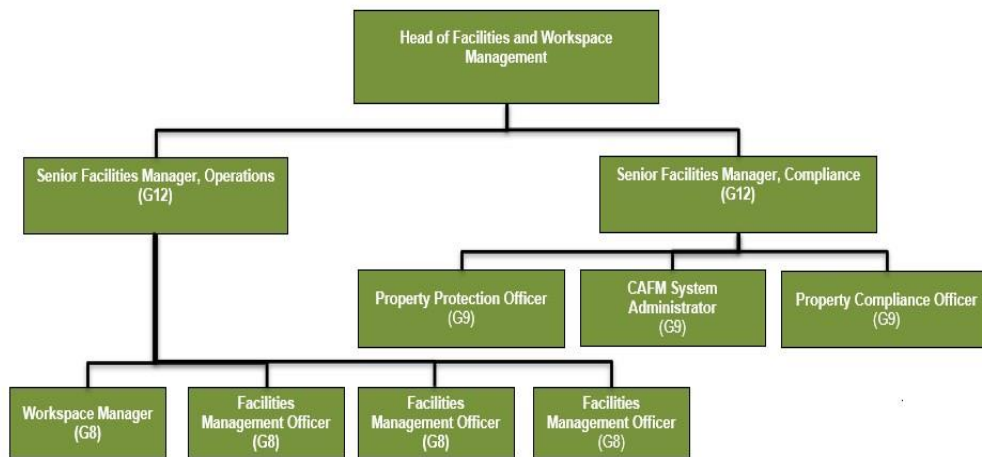 Head of Facilities and Workspace
Management
Senior Facilities Manager, Operations
(G12)
Senior Facilities Manager, Compliance
(G12)
Property Protection Officer
(G9)
CAFM System
Administrator
(G9)
Property Compliance Officer
(G9)
Workspace Manager
(G8)
Facilities
Management Officer
(G8)
Facilities
Management Officer
(G8)
Facilities
Management Officer
(G8)